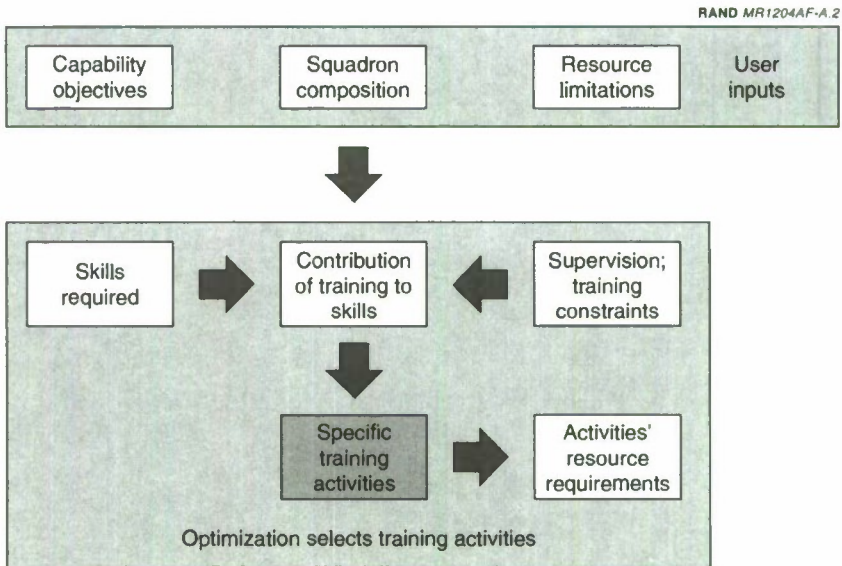 RAND MR1204AF-A.2
Capability
objectives
Squadron
composition
Resource
limitations
User
inputs
Skills
required
Contribution
of training to
skills
Supervision;
training
constraints
Specific
training
activities
Activities'
resource
requirements
Optimization selects training activities